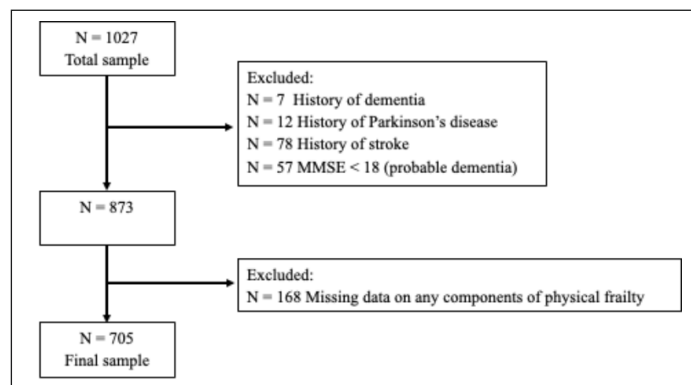 N = 1027
Total sample
Excluded:
N = 7 History of dementia
N = 12 History of Parkinson's disease
N = 78 History of stroke
N = 57 MMSE < 18 (probable dementia)
N = 873
Excluded:
N = 168 Missing data on any components of physical frailty
N = 705
Final sample